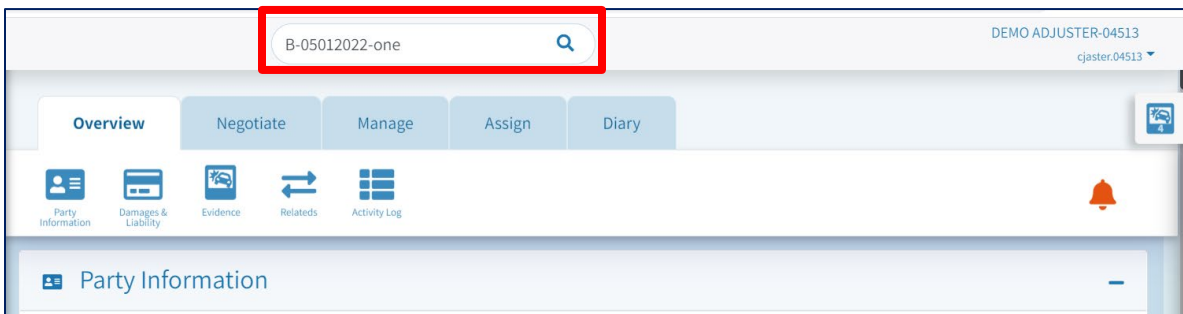 B-05012022-one
DEMO ADJUSTER-04513
cjaster.04513
Overview
Negotiate
Manage
Assign
Diary
4
Party
Information
Damages &
Liability
Evidence
Relateds
Activity Log
Party Information